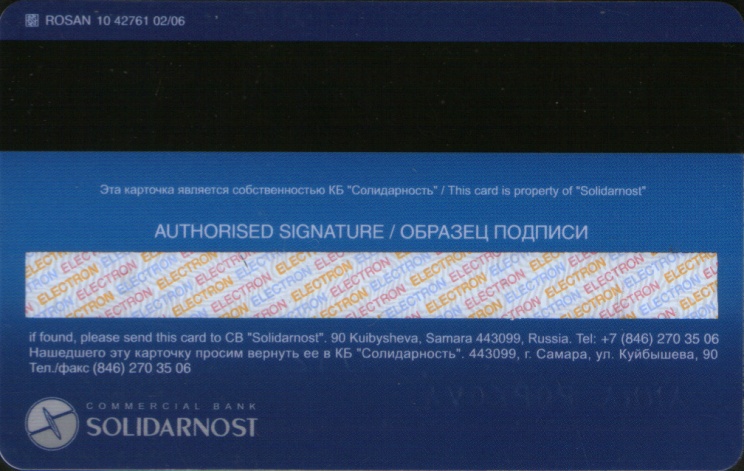 ROSAN 10 42761 02/06
Эта карточка является собственностью КБ "Солидарность" / This card is property of "Solidarnost"
AUTHORISED SIGNATURE / ОБРАЗЕЦ ПОДПИСИ
ELECTRON ELECTRON ELECTRON ELECTRON ELECTRON ELECTRON
if found, please send this card to CB "Solidarnost". 90 Kuibysheva, Samara 443099, Russia. Tel: +7 (846) 270 35 06
Нашедшего эту карточку просим вернуть ее в КБ "Солидарность". 443099, г. Самара, ул. Куйбышева, 90
Тел./факс (846) 270 35 06
COMMERCIAL BANK
SOLIDARNOST